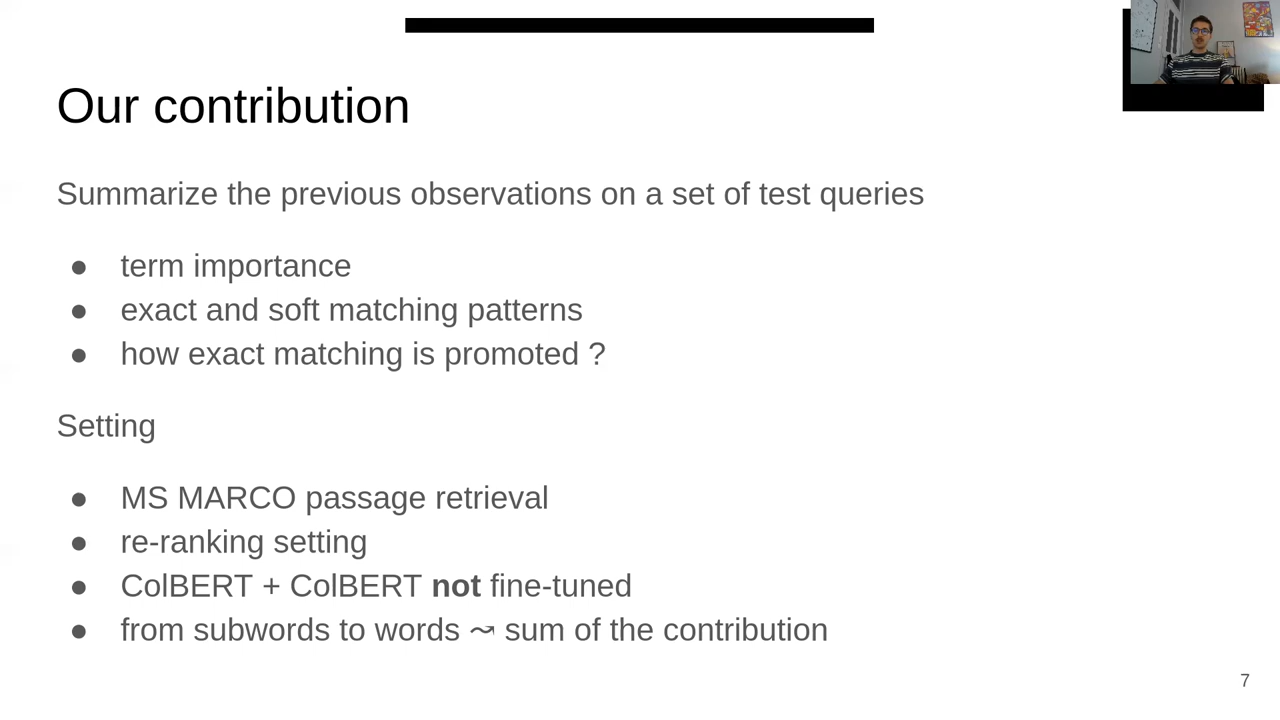 Our contribution
Summarize the previous observations on a set of test queries
● term importance
● exact and soft matching patterns
● how exact matching is promoted ?
Setting
● MS MARCO passage retrieval
● re-ranking setting
● ColBERT + ColBERT not fine-tuned
● from subwords to words ⤳ sum of the contribution
7